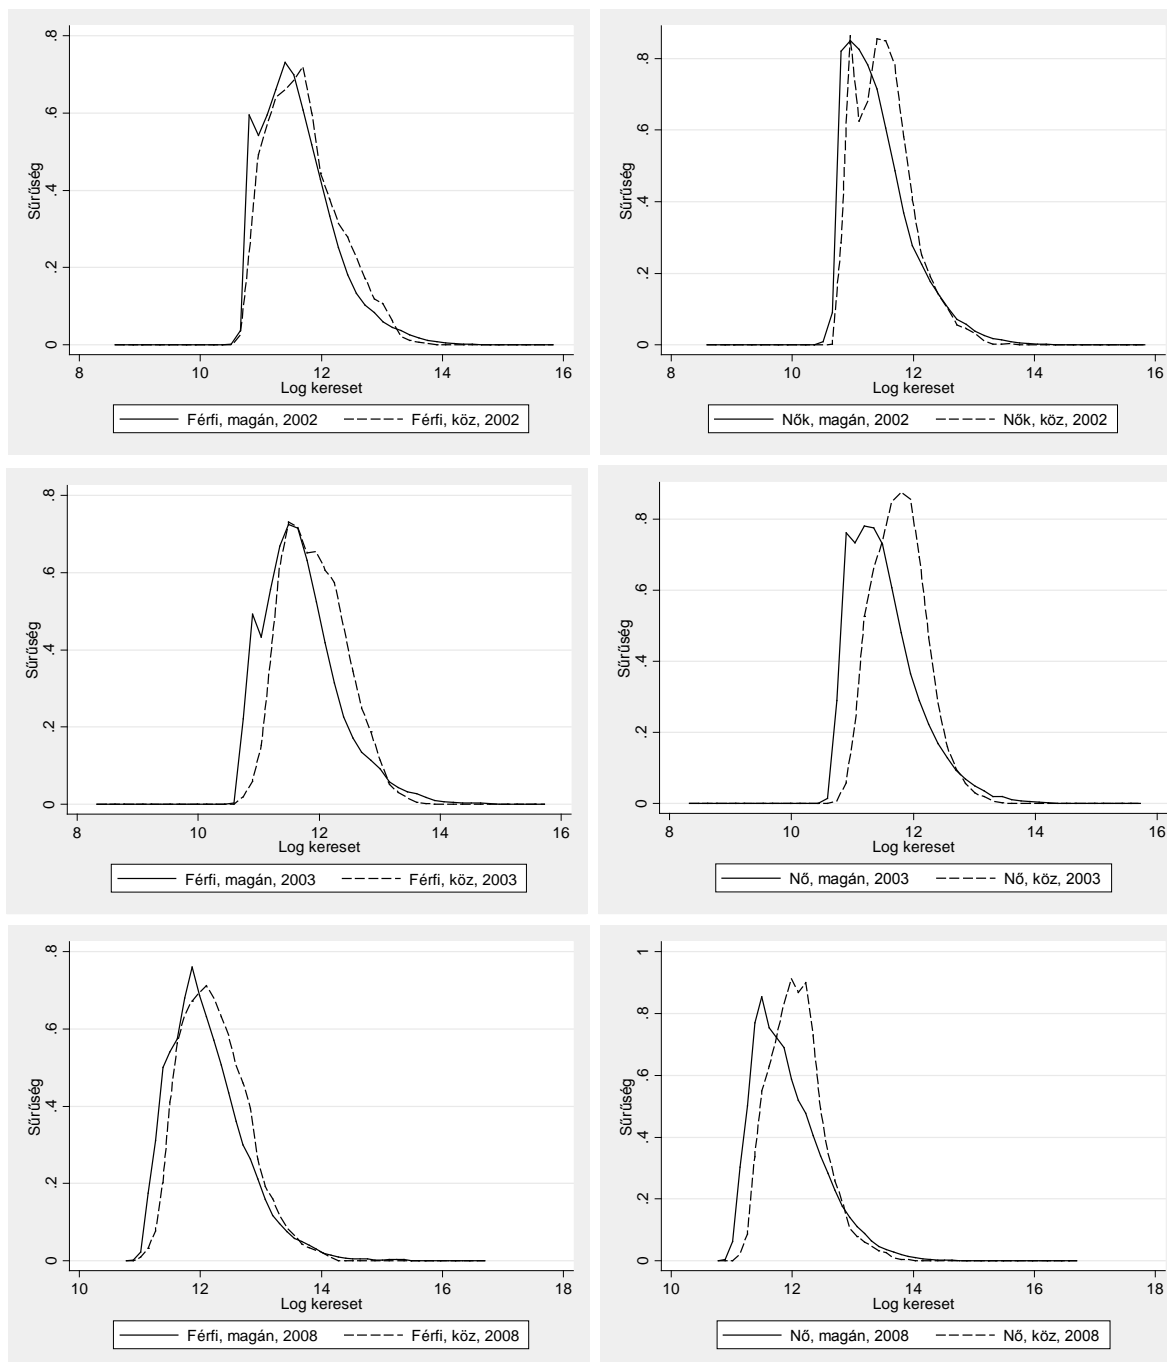 Sűrűség
0 .2 .4 .6 .8
8 10 12 14 16
Log kereset
Férfi, magán, 2002 Férfi, köz, 2002
Sűrűség
0 .2 .4 .6 .8
8 10 12 14 16
Log kereset
Nők, magán, 2002 Nők, köz, 2002
Sűrűség
0 .2 .4 .6 .8
8 10 12 14 16
Log kereset
Férfi, magán, 2003 Férfi, köz, 2003
Sűrűség
0 .2 .4 .6 .8
8 10 12 14 16
Log kereset
Nő, magán, 2003 Nő, köz, 2003
Sűrűség
0 .2 .4 .6 .8
10 12 14 16 18
Log kereset
Férfi, magán, 2008 Férfi, köz, 2008
Sűrűség
0 .2 .4 .6 .8 1
10 12 14 16 18
Log kereset
Nő, magán, 2008 Nő, köz, 2008